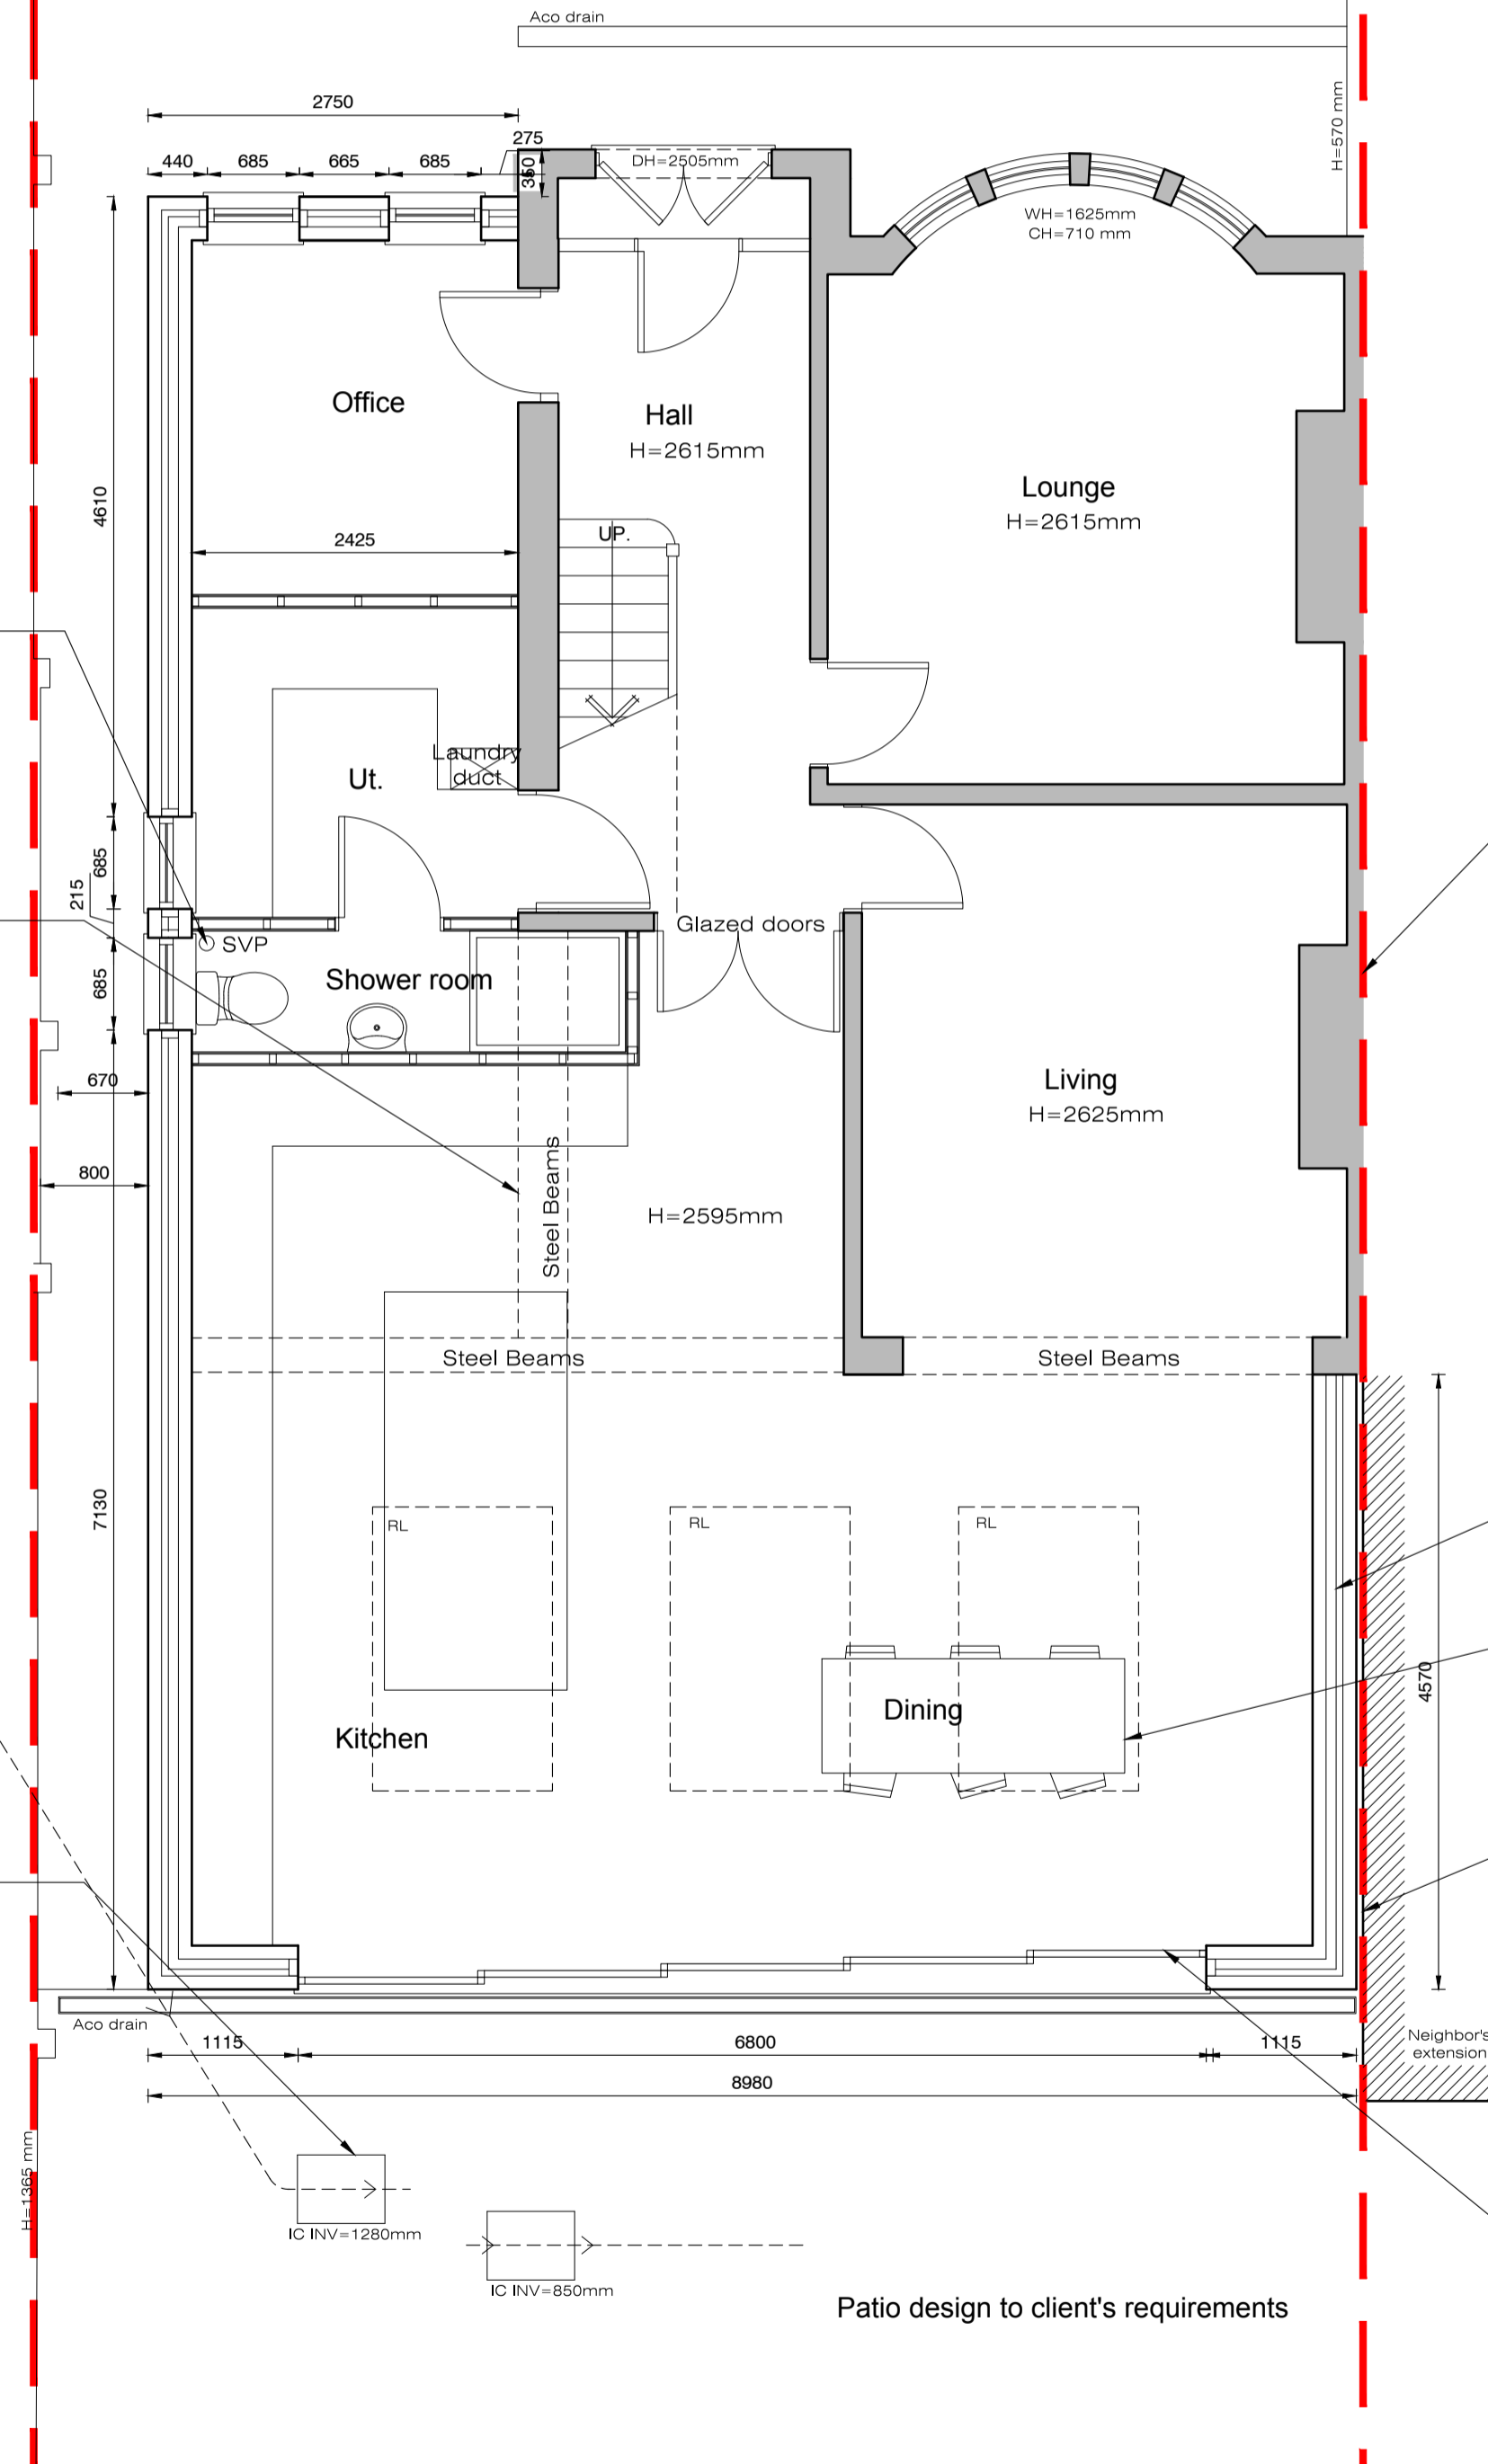 Aco drain
2750
H=570 mm
275
440
685
665
685
350
DH=2505mm
WH=1625mm
CH=710 mm
Office
Hall
H=2615mm
Lounge
H=2615mm
4610
2425
UP.
Laundry
duct
Ut.
685
215
Glazed doors
SVP
Shower room
685
670
Living
H=2625mm
800
Steel Beams
H=2595mm
Steel Beams
Steel Beams
7130
RL
RL
RL
4570
Dining
Kitchen
Aco drain
1115
6800
1115
Neighbor's
extension
8980
H=1365 mm
IC INV=1280mm
IC INV=850mm
Patio design to client's requirements